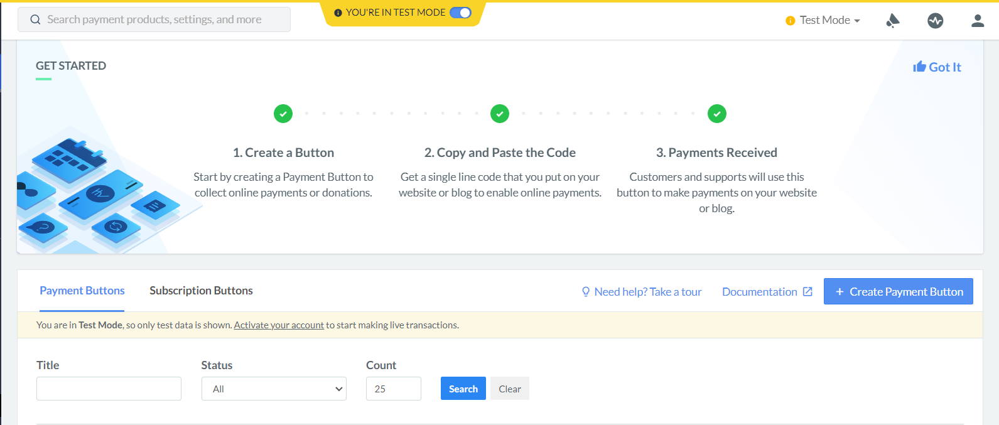 Search payment products, settings, and more
YOU'RE IN TEST MODE
Test Mode
GET STARTED
Got It
1. Create a Button
Start by creating a Payment Button to
collect online payments or donations.
2. Copy and Paste the Code
Get a single line code that you put on your
website or blog to enable online payments.
3. Payments Received
Customers and supports will use this
button to make payments on your website
or blog.
Payment Buttons
Subscription Buttons
Need help? Take a tour
Documentation
+ Create Payment Button
You are in Test Mode, so only test data is shown. Activate your account to start making live transactions.
Title
Status
Count
All
25
Search
Clear